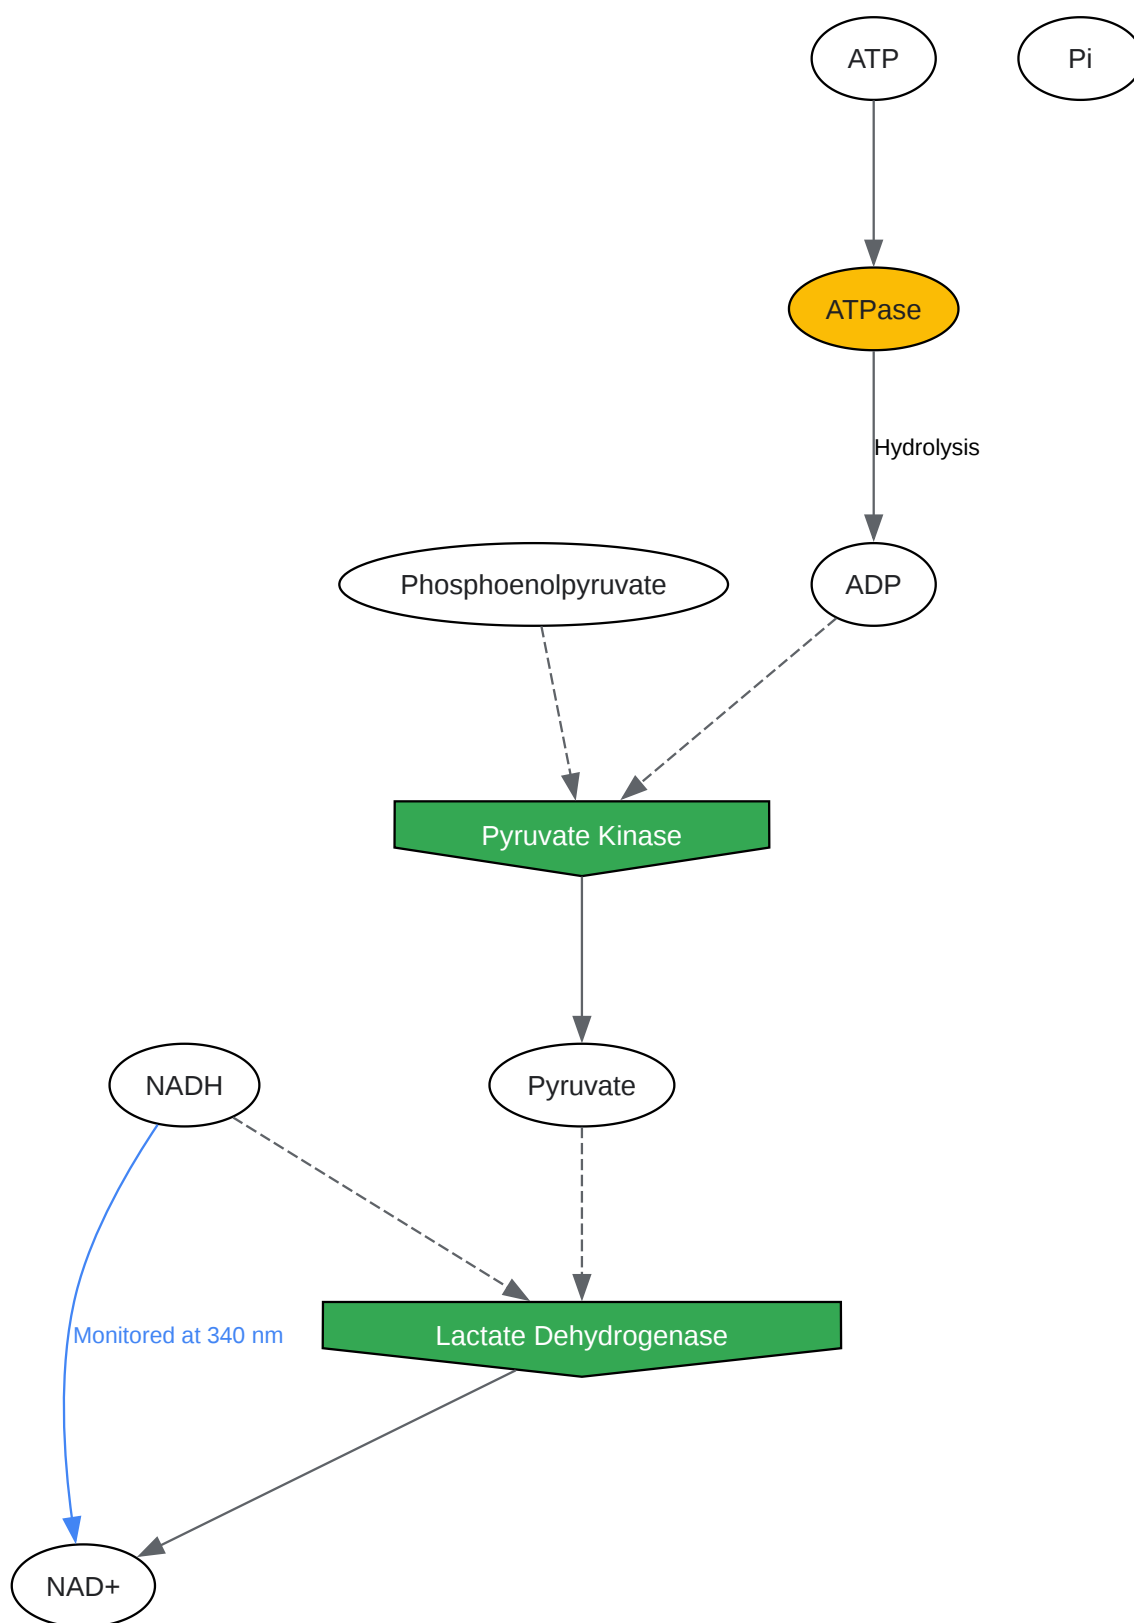 ATP
Pi
ATPase
Hydrolysis
Phosphoenolpyruvate
ADP
Pyruvate Kinase
NADH
Pyruvate
Monitored at 340 nm
Lactate Dehydrogenase
NAD+